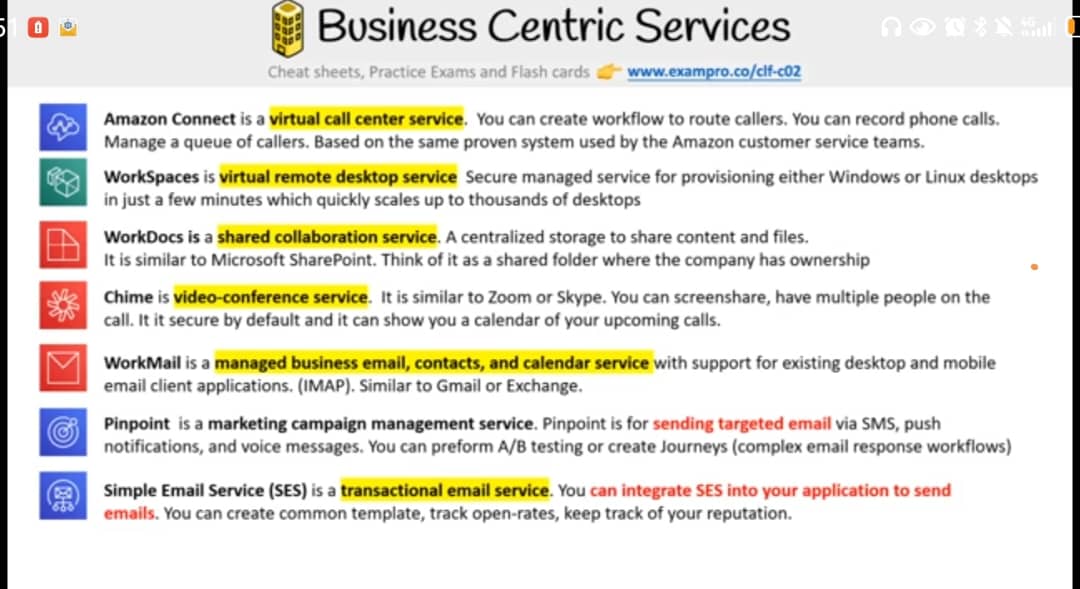 Business Centric Services
Cheat sheets, Practice Exams and Flash cards 👉 www.exampro.co/clf-c02
Amazon Connect is a virtual call center service. You can create workflow to route callers. You can record phone calls.
Manage a queue of callers. Based on the same proven system used by the Amazon customer service teams.
WorkSpaces is virtual remote desktop service Secure managed service for provisioning either Windows or Linux desktops
in just a few minutes which quickly scales up to thousands of desktops
WorkDocs is a shared collaboration service. A centralized storage to share content and files.
It is similar to Microsoft SharePoint. Think of it as a shared folder where the company has ownership
Chime is video-conference service. It is similar to Zoom or Skype. You can screenshare, have multiple people on the
call. It it secure by default and it can show you a calendar of your upcoming calls.
WorkMail is a managed business email, contacts, and calendar service with support for existing desktop and mobile
email client applications. (IMAP). Similar to Gmail or Exchange.
Pinpoint is a marketing campaign management service. Pinpoint is for sending targeted email via SMS, push
notifications, and voice messages. You can preform A/B testing or create Journeys (complex email response workflows)
Simple Email Service (SES) is a transactional email service. You can integrate SES into your application to send
emails. You can create common template, track open-rates, keep track of your reputation.